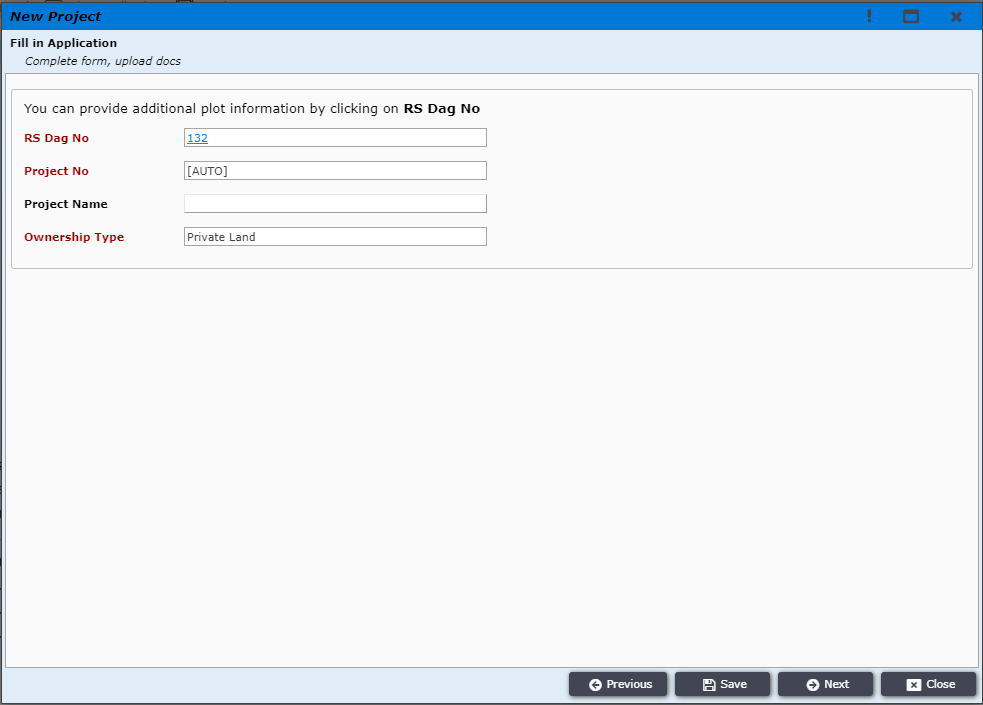 New Project
Fill in Application
Complete form, upload docs
You can provide additional plot information by clicking on RS Dag No
RS Dag No 132
Project No [AUTO]
Project Name
Ownership Type Private Land
Previous Save Next Close